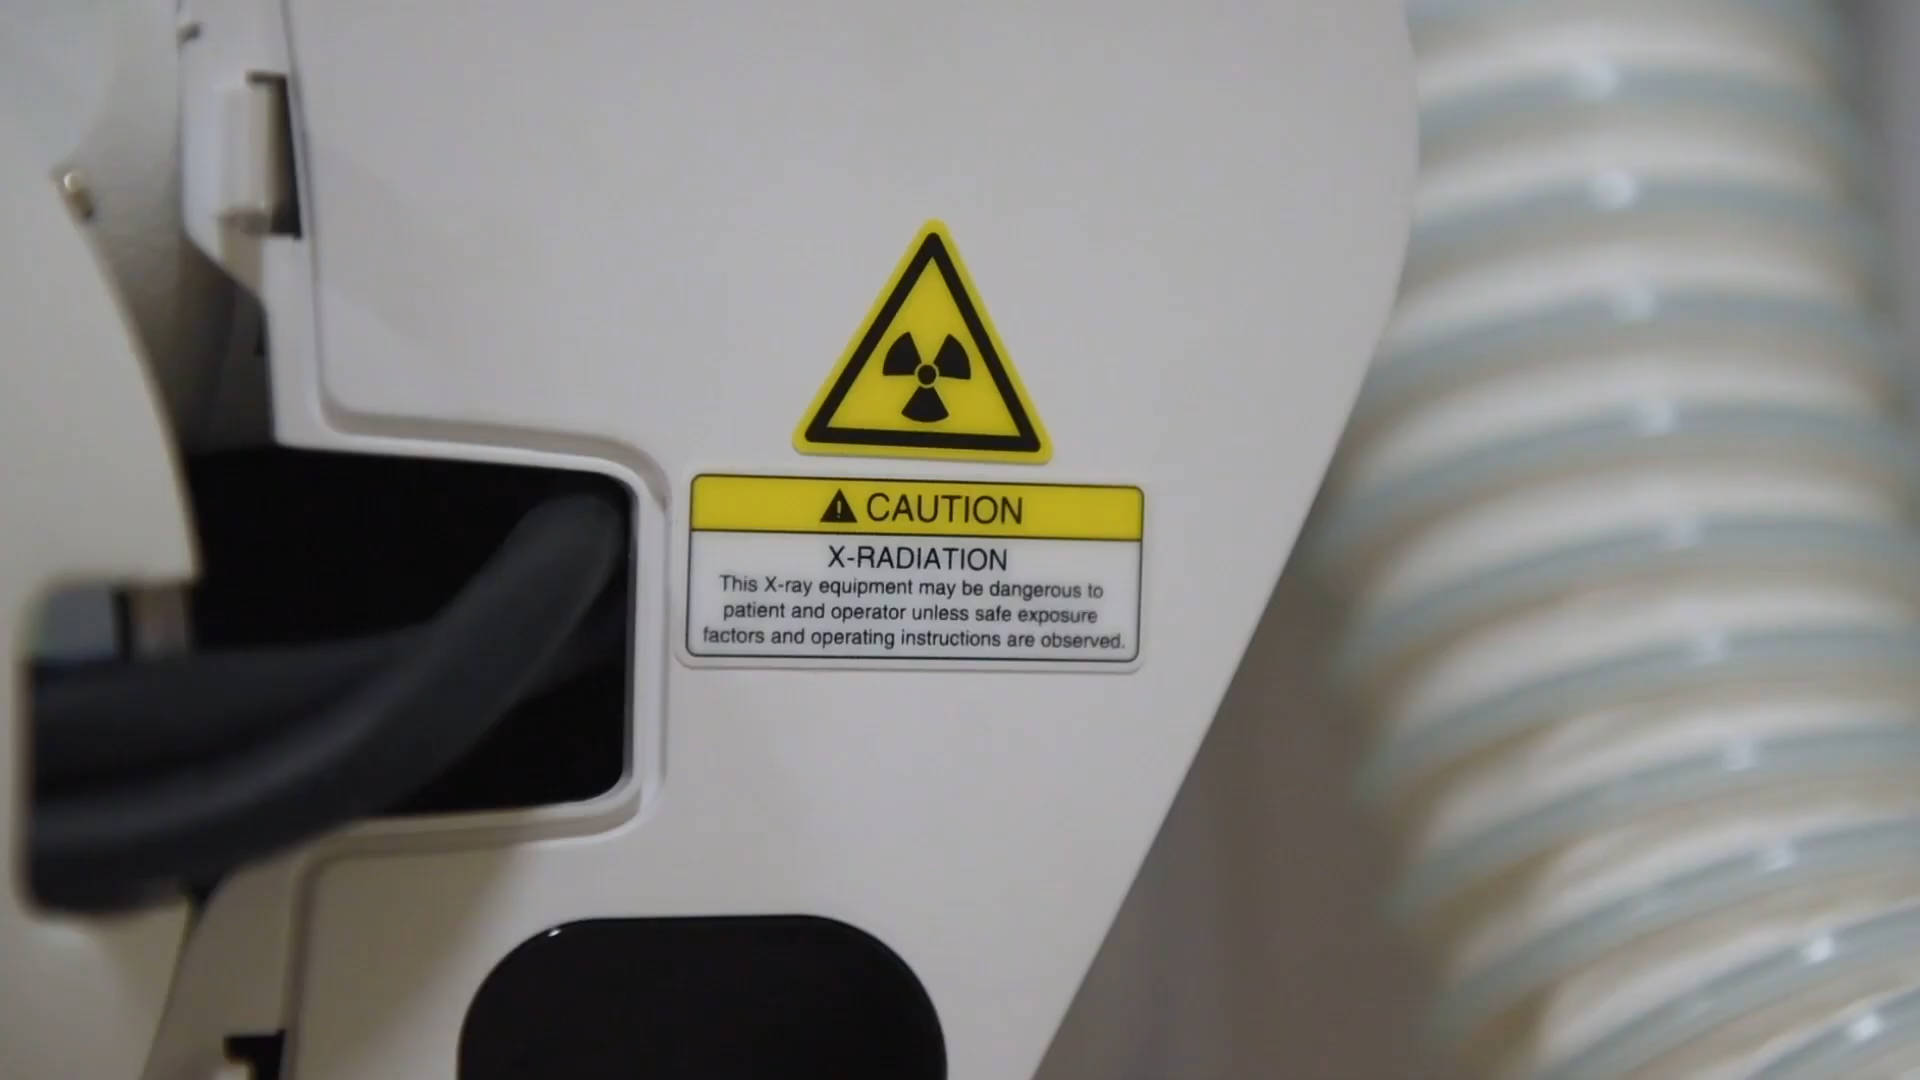 CAUTION
X-RADIATION
This X-ray equipment may be dangerous to
patient and operator unless safe exposure
factors and operating instructions are observed.